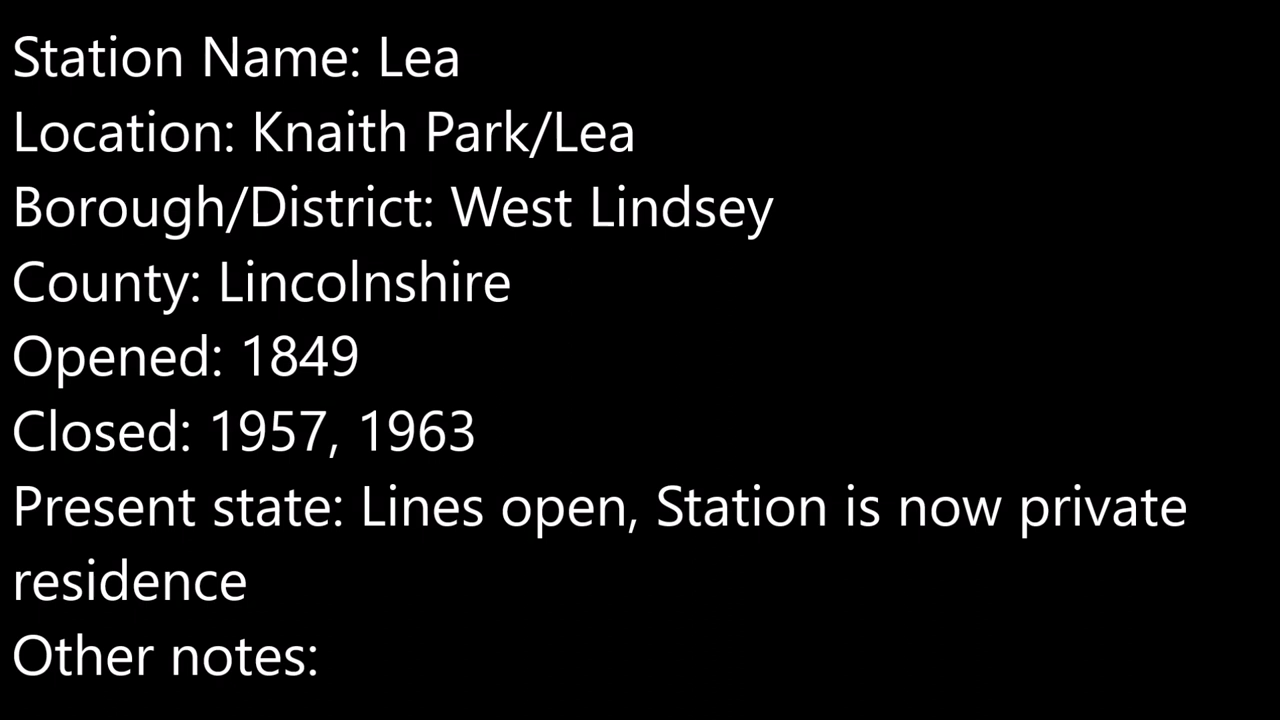 Station Name: Lea
Location: Knaith Park/Lea
Borough/District: West Lindsey
County: Lincolnshire
Opened: 1849
Closed: 1957, 1963
Present state: Lines open, Station is now private
residence
Other notes: